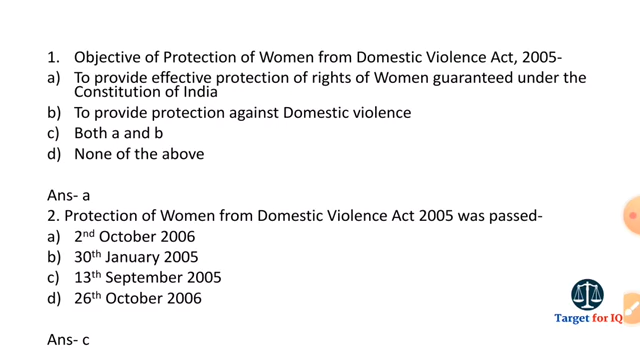 1. Objective of Protection of Women from Domestic Violence Act, 2005-
a) To provide effective protection of rights of Women guaranteed under the
Constitution of India
b) To provide protection against Domestic violence
c) Both a and b
d) None of the above
Ans- a
2. Protection of Women from Domestic Violence Act 2005 was passed-
a) 2nd October 2006
b) 30th January 2005
c) 13th September 2005
d) 26th October 2006
Ans- c
Target for IQ